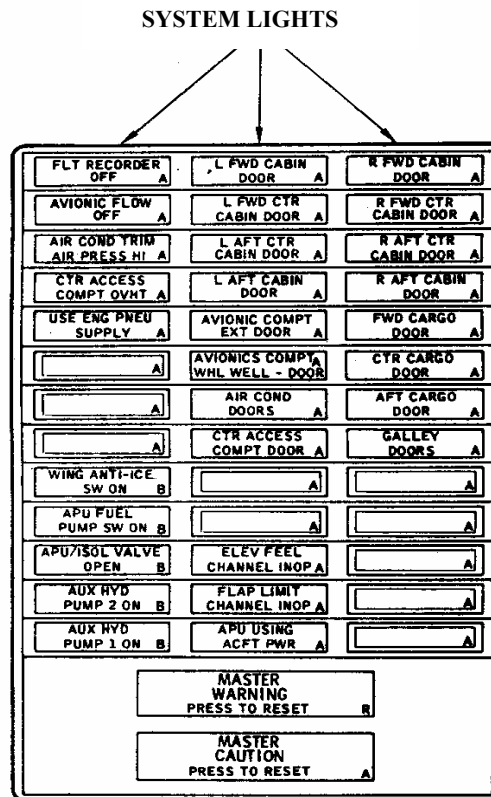 SYSTEM LIGHTS
FLT RECORDER
OFF A
L FWD CABIN
DOOR A
R FWD CABIN
DOOR A
AVIONIC FLOW
OFF A
L FWD CTR
CABIN DOOR A
R FWD CTR
CABIN DOOR A
AIR COND TRIM
AIR PRESS HI A
L AFT CTR
CABIN DOOR A
R AFT CTR
CABIN DOOR A
CTR ACCESS
COMPT OVHT A
L AFT CABIN
DOOR A
R AFT CABIN
DOOR A
USE ENG PNEU
SUPPLY A
AVIONIC COMPT
EXT DOOR A
FWD CARGO
DOOR A
A
AVIONICS COMPT A
WHL WELL - DOOR
CTR CARGO
DOOR A
A
AIR COND
DOORS A
AFT CARGO
DOOR A
A
CTR ACCESS
COMPT DOOR A
GALLEY
DOORS A
WING ANTI-ICE
SW ON B
A
A
APU FUEL
PUMP SW ON B
A
A
APU/ISOL VALVE
OPEN B
ELEV FEEL
CHANNEL INOP A
A
AUX HYD
PUMP 2 ON B
FLAP LIMIT
CHANNEL INOP A
A
AUX HYD
PUMP 1 ON B
APU USING
ACFT PWR A
A
MASTER
WARNING
PRESS TO RESET R
MASTER
CAUTION
PRESS TO RESET A